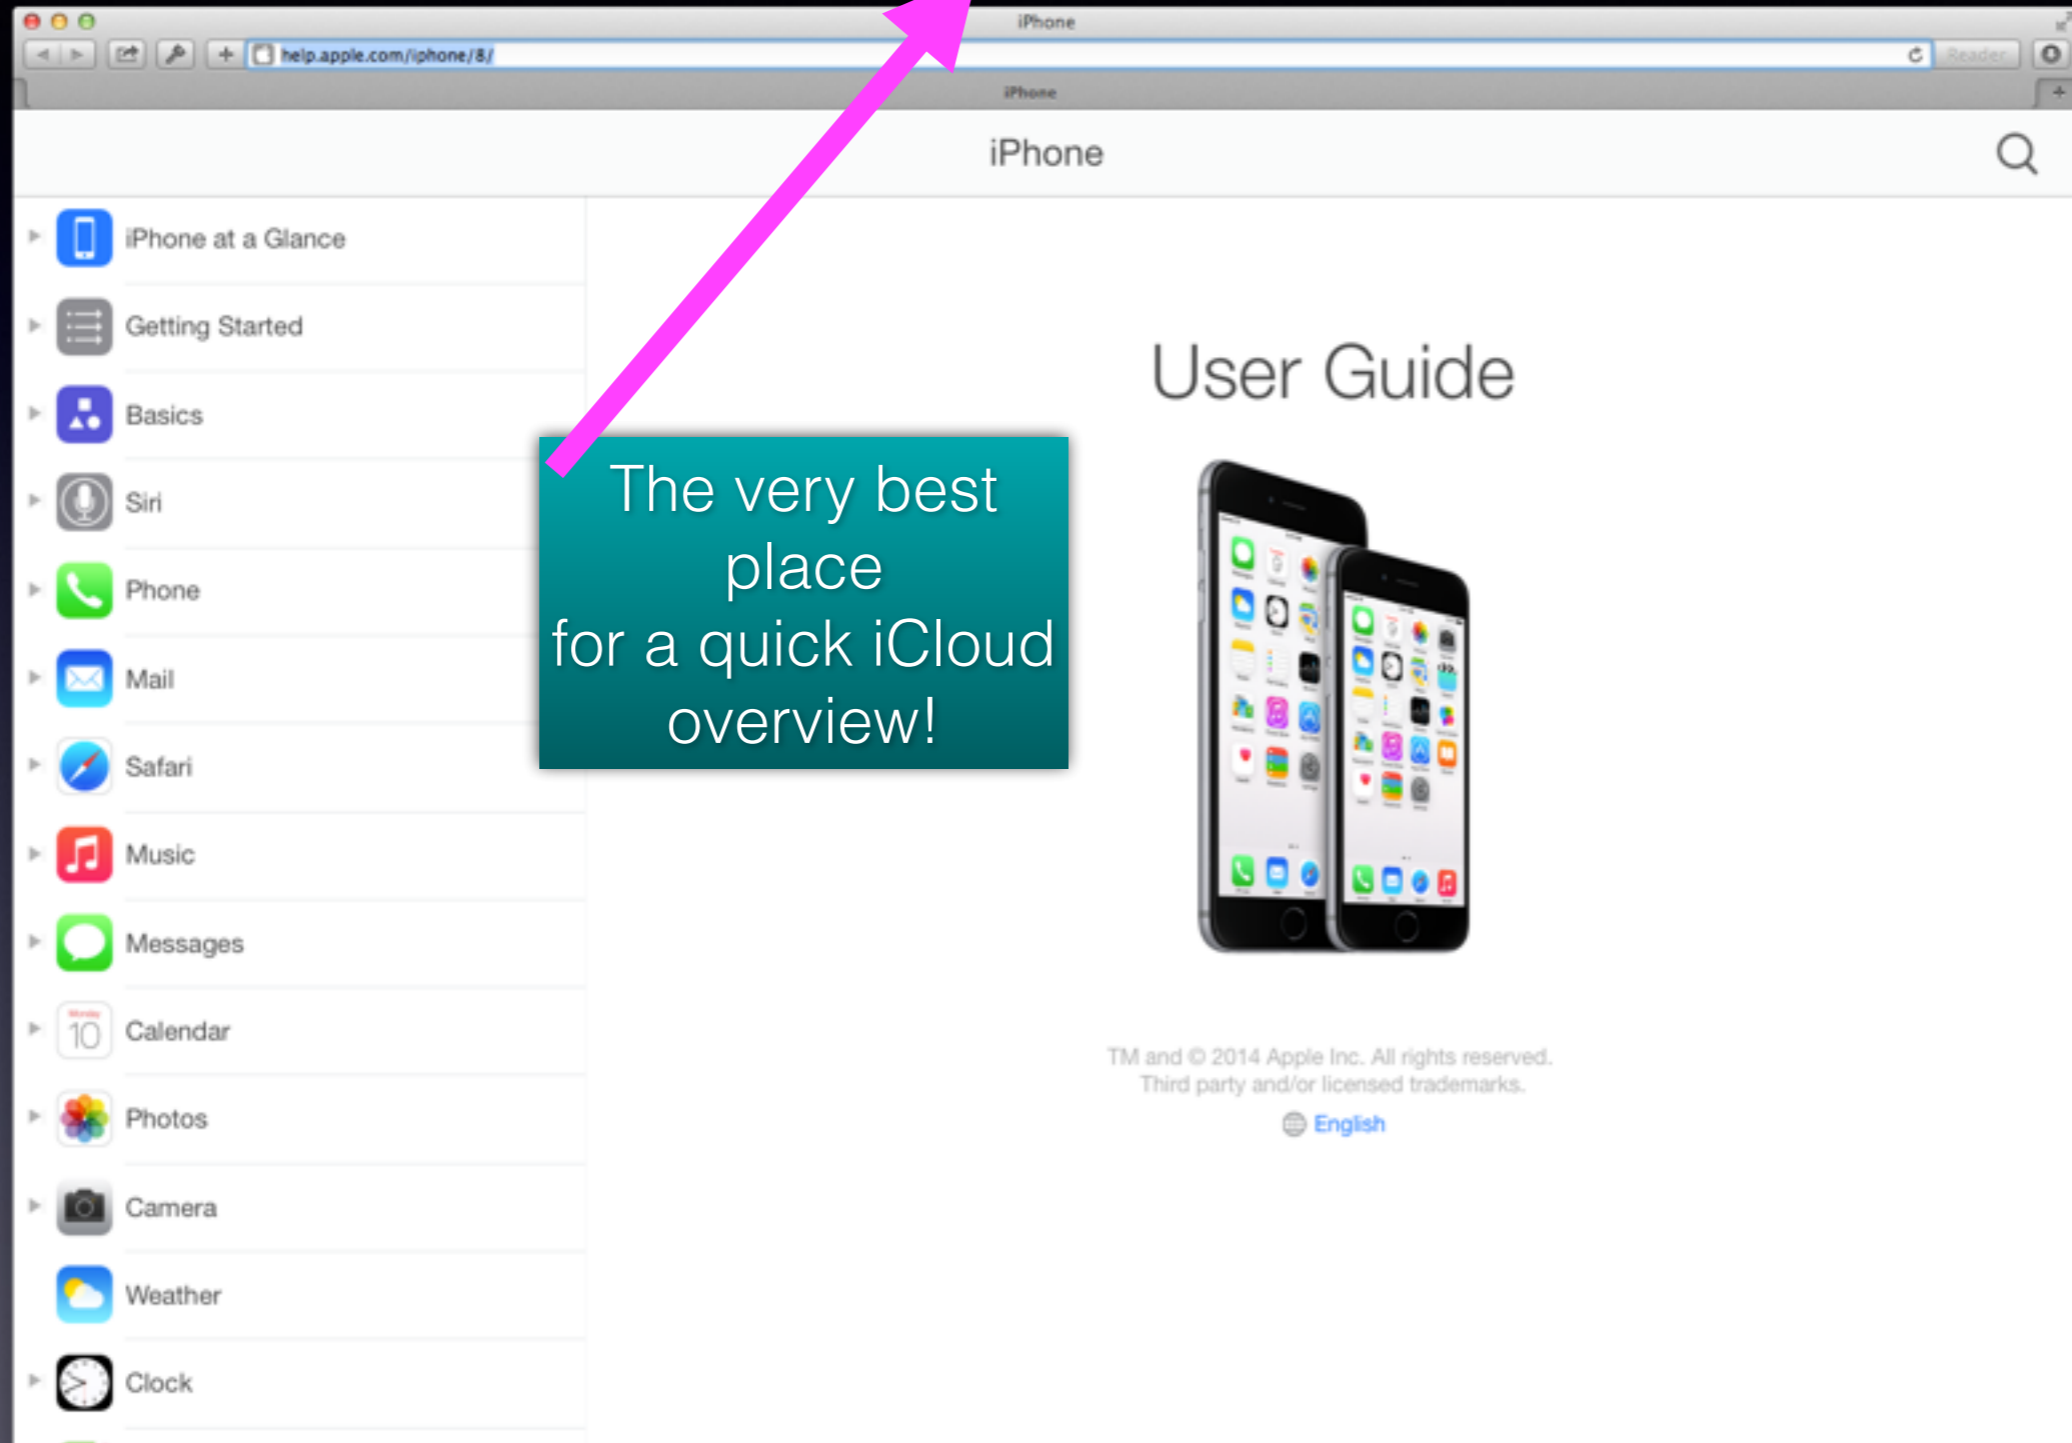 iPhone
help.apple.com/iphone/8/
Reader
iPhone
iPhone
iPhone at a Glance
Getting Started
Basics
Siri
Phone
Mail
Safari
Music
Messages
Monday
10
Calendar
Photos
Camera
Weather
Clock
User Guide
The very best
place
for a quick iCloud
overview!
TM and © 2014 Apple Inc. All rights reserved.
Third party and/or licensed trademarks.
English